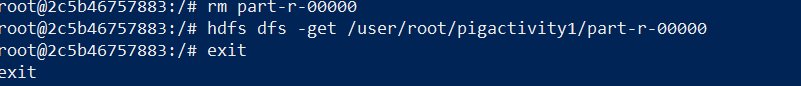 root@2c5b46757883:/# rm part-r-00000
root@2c5b46757883:/# hdfs dfs -get /user/root/pigactivity1/part-r-00000
root@2c5b46757883:/# exit
exit